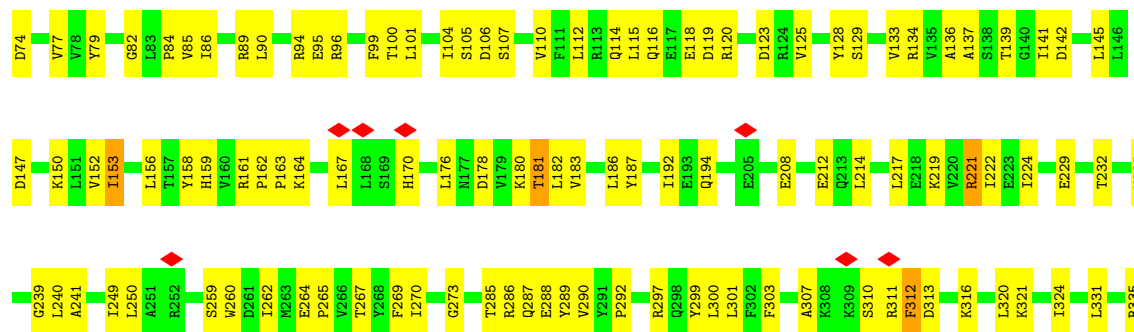 D74 V77 V78 Y79 G82 L83 P84 V85 I86 R89 L90 R94 E95 R96 F99 T100 L101 I104 S105 D106 S107 V110 F111 L112 R113 Q114 L115 Q116 E117 E118 D119 R120 D123 R124 V125 Y128 S129 V133 R134 V135 A136 A137 S138 T139 G140 I141 D142 L145 L146
D147 K150 L151 V152 I153 L156 T157 Y158 H159 V160 R161 P162 P163 K164 L167 L168 S169 H170 L176 N177 D178 V179 K180 T181 L182 V183 L186 Y187 I192 E193 Q194 E205 E208 E212 Q213 L214 L217 E218 K219 V220 R221 I222 E223 I224 E229 T232
G239 L240 A241 I249 L250 A251 R252 S259 W260 D261 I262 M263 E264 P265 V266 T267 Y268 F269 I270 G273 T285 R286 Q287 E288 Y289 V290 Y291 P292 R297 Q298 Y299 L300 L301 F302 F303 A307 K308 K309 S310 R311 F312 D313 K316 L320 K321 I324 L331